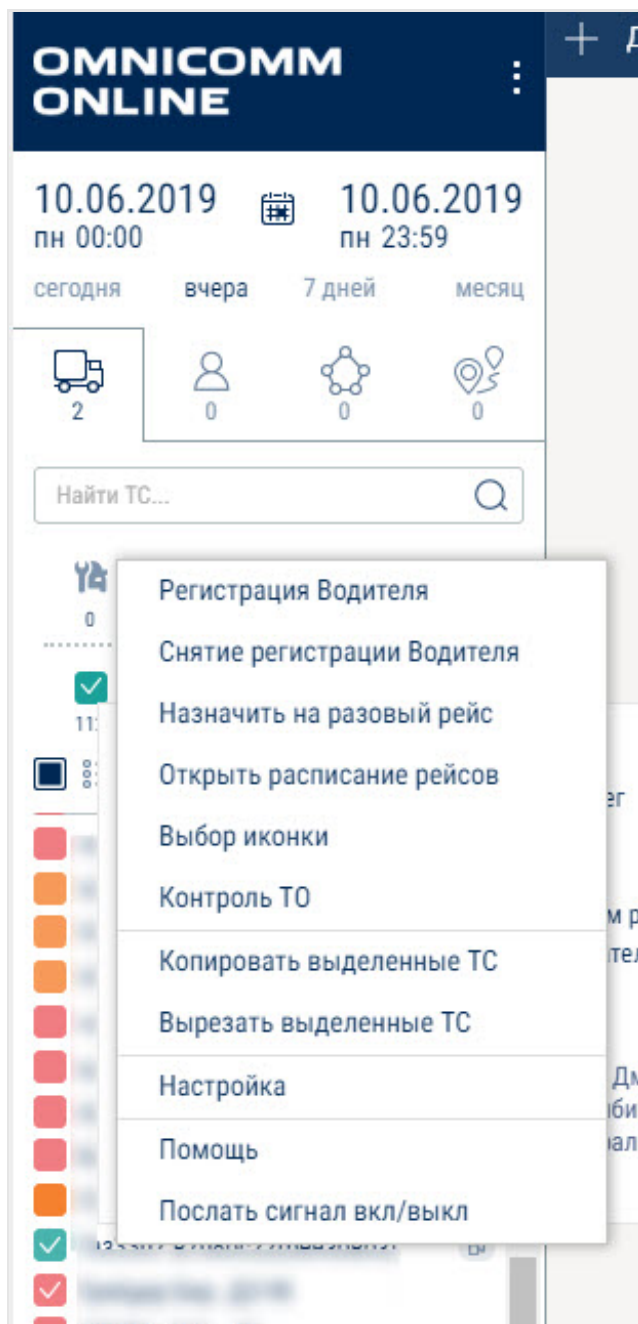 OMNICOMM
ONLINE
10.06.2019 10.06.2019
пн 00:00 пн 23:59
сегодня вчера 7 дней месяц
2 0 0 0
Найти ТС...
0
Регистрация Водителя
Снятие регистрации Водителя
Назначить на разовый рейс
Открыть расписание рейсов
Выбор иконки
Контроль ТО
Копировать выделенные ТС
Вырезать выделенные ТС
Настройка
Помощь
Послать сигнал вкл/выкл